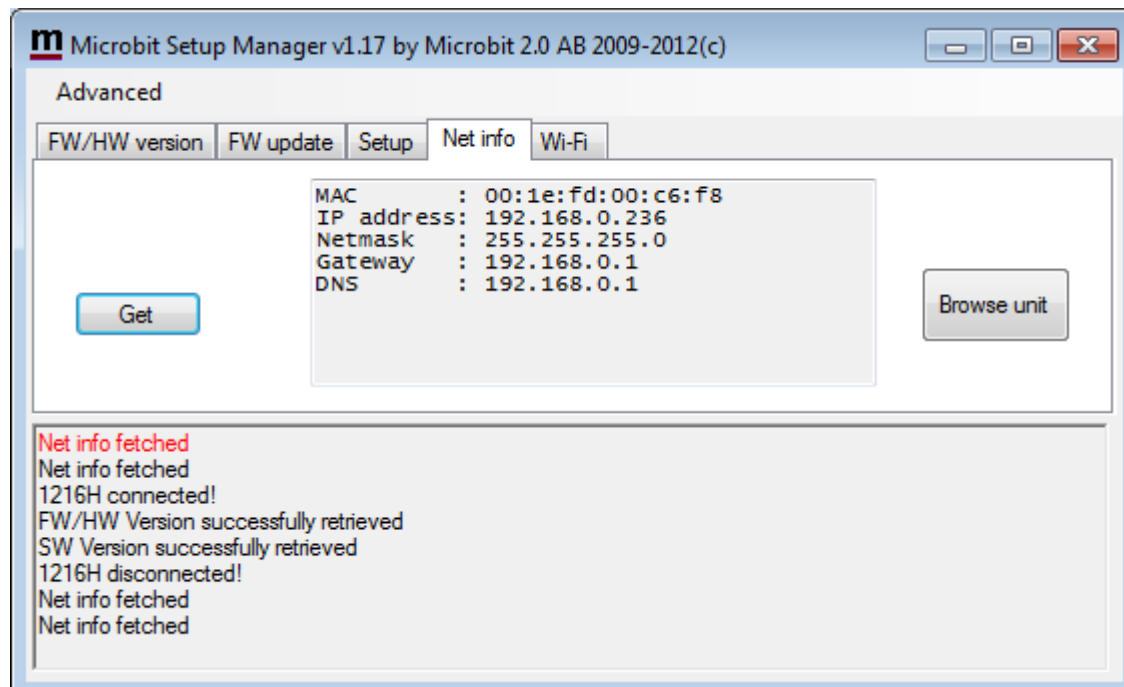 m Microbit Setup Manager v1.17 by Microbit 2.0 AB 2009-2012(c)
Advanced
FW/HW version FW update Setup Net info Wi-Fi
MAC : 00:1e:fd:00:c6:f8
IP address: 192.168.0.236
Netmask : 255.255.255.0
Gateway : 192.168.0.1
DNS : 192.168.0.1
Get
Browse unit
Net info fetched
Net info fetched
1216H connected!
FW/HW Version successfully retrieved
SW Version successfully retrieved
1216H disconnected!
Net info fetched
Net info fetched